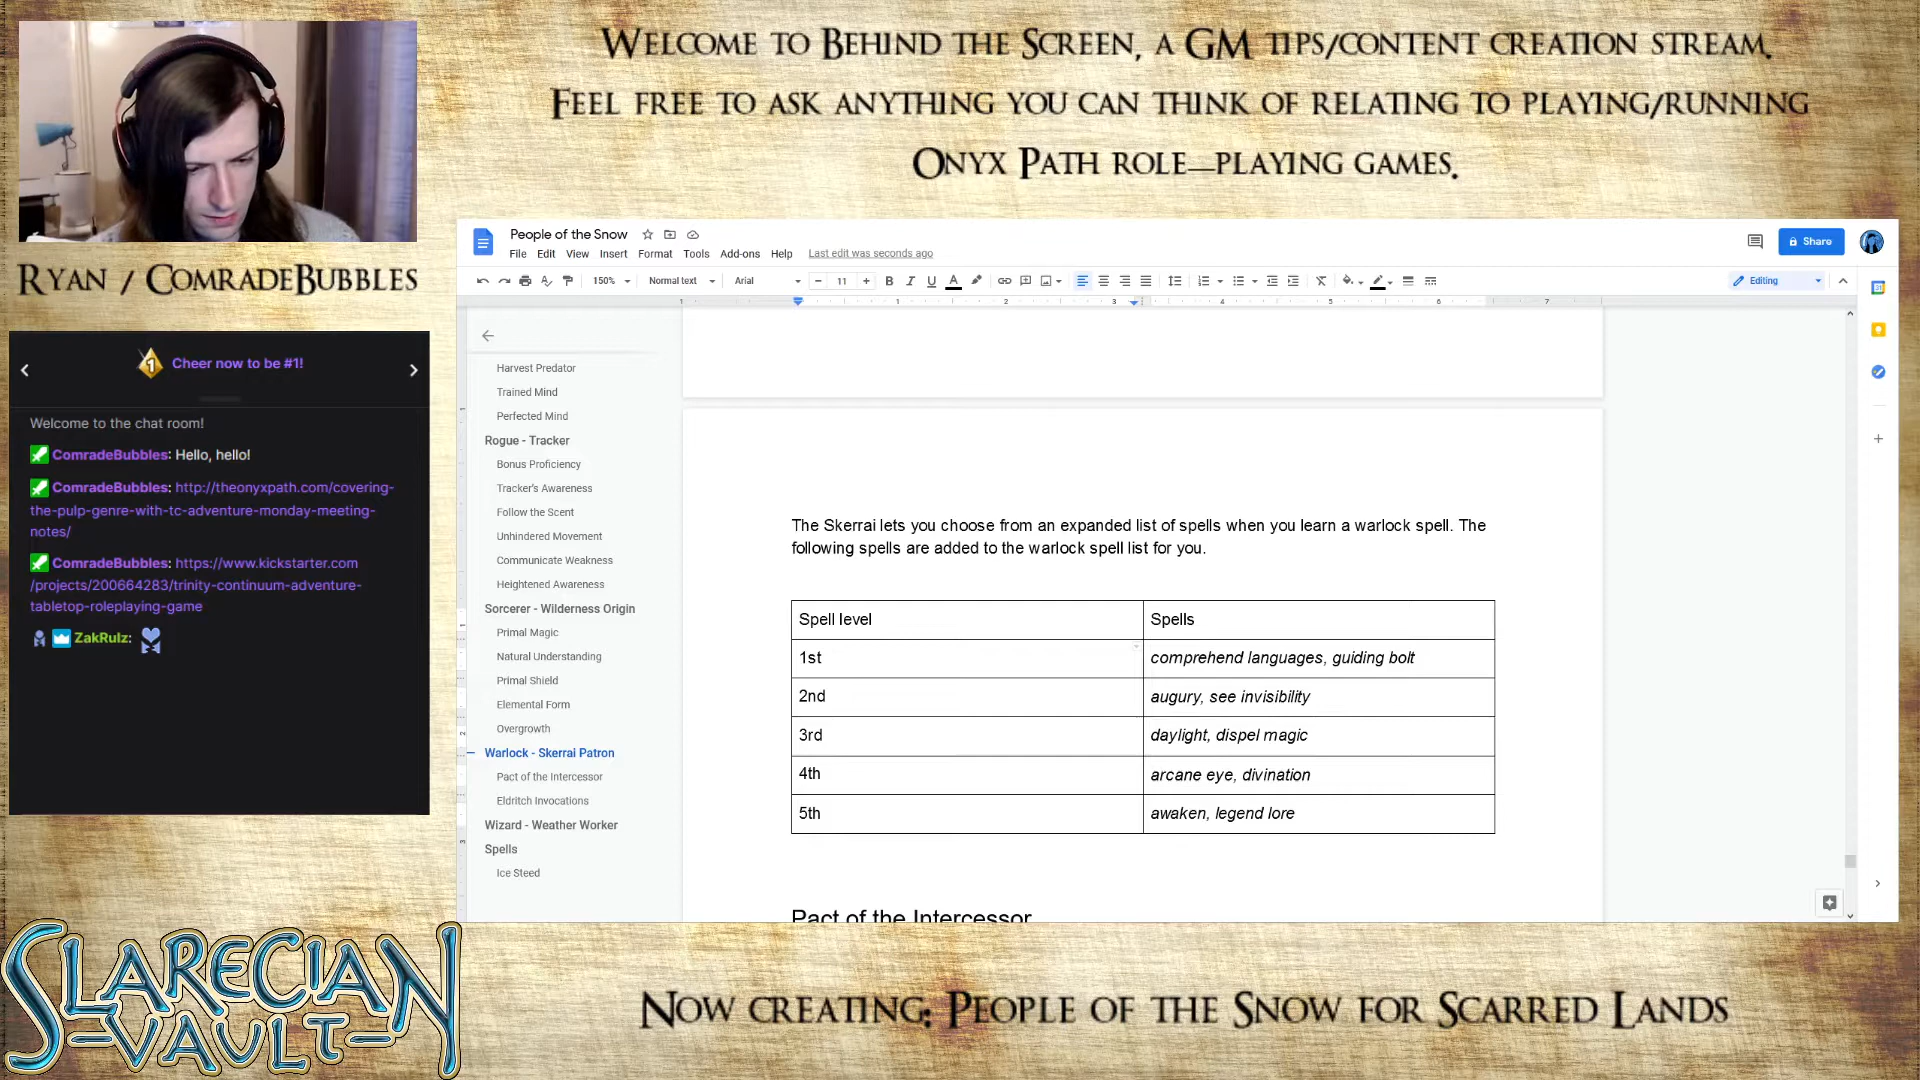 Welcome to Behind the Screen, a GM tips/content creation stream.
Feel free to ask anything you can think of relating to playing/running
Onyx Path role—playing games.
Ryan / ComradeBubbles
Cheer now to be #1!
Welcome to the chat room!
ComradeBubbles: Hello, hello!
ComradeBubbles: http://theonyxpath.com/covering-
the-pulp-genre-with-tc-adventure-monday-meeting-
notes/
ComradeBubbles: https://www.kickstarter.com
/projects/200664283/trinity-continuum-adventure-
tabletop-roleplaying-game
ZakRulz:
People of the Snow
File Edit View Insert Format Tools Add-ons Help Last edit was seconds ago
Share
150% Normal text Arial 11 Editing
1 1 2 3 4 5 6 7
Harvest Predator
Trained Mind
Perfected Mind
Rogue - Tracker
Bonus Proficiency
Tracker's Awareness
Follow the Scent
Unhindered Movement
Communicate Weakness
Heightened Awareness
Sorcerer - Wilderness Origin
Primal Magic
Natural Understanding
Primal Shield
Elemental Form
Overgrowth
Warlock - Skerrai Patron
Pact of the Intercessor
Eldritch Invocations
Wizard - Weather Worker
Spells
Ice Steed
The Skerrai lets you choose from an expanded list of spells when you learn a warlock spell. The
following spells are added to the warlock spell list for you.
Spell level Spells
1st comprehend languages, guiding bolt
2nd augury, see invisibility
3rd daylight, dispel magic
4th arcane eye, divination
5th awaken, legend lore
Pact of the Intercessor
Slarecian
Vault
Now creating: People of the Snow for Scarred Lands